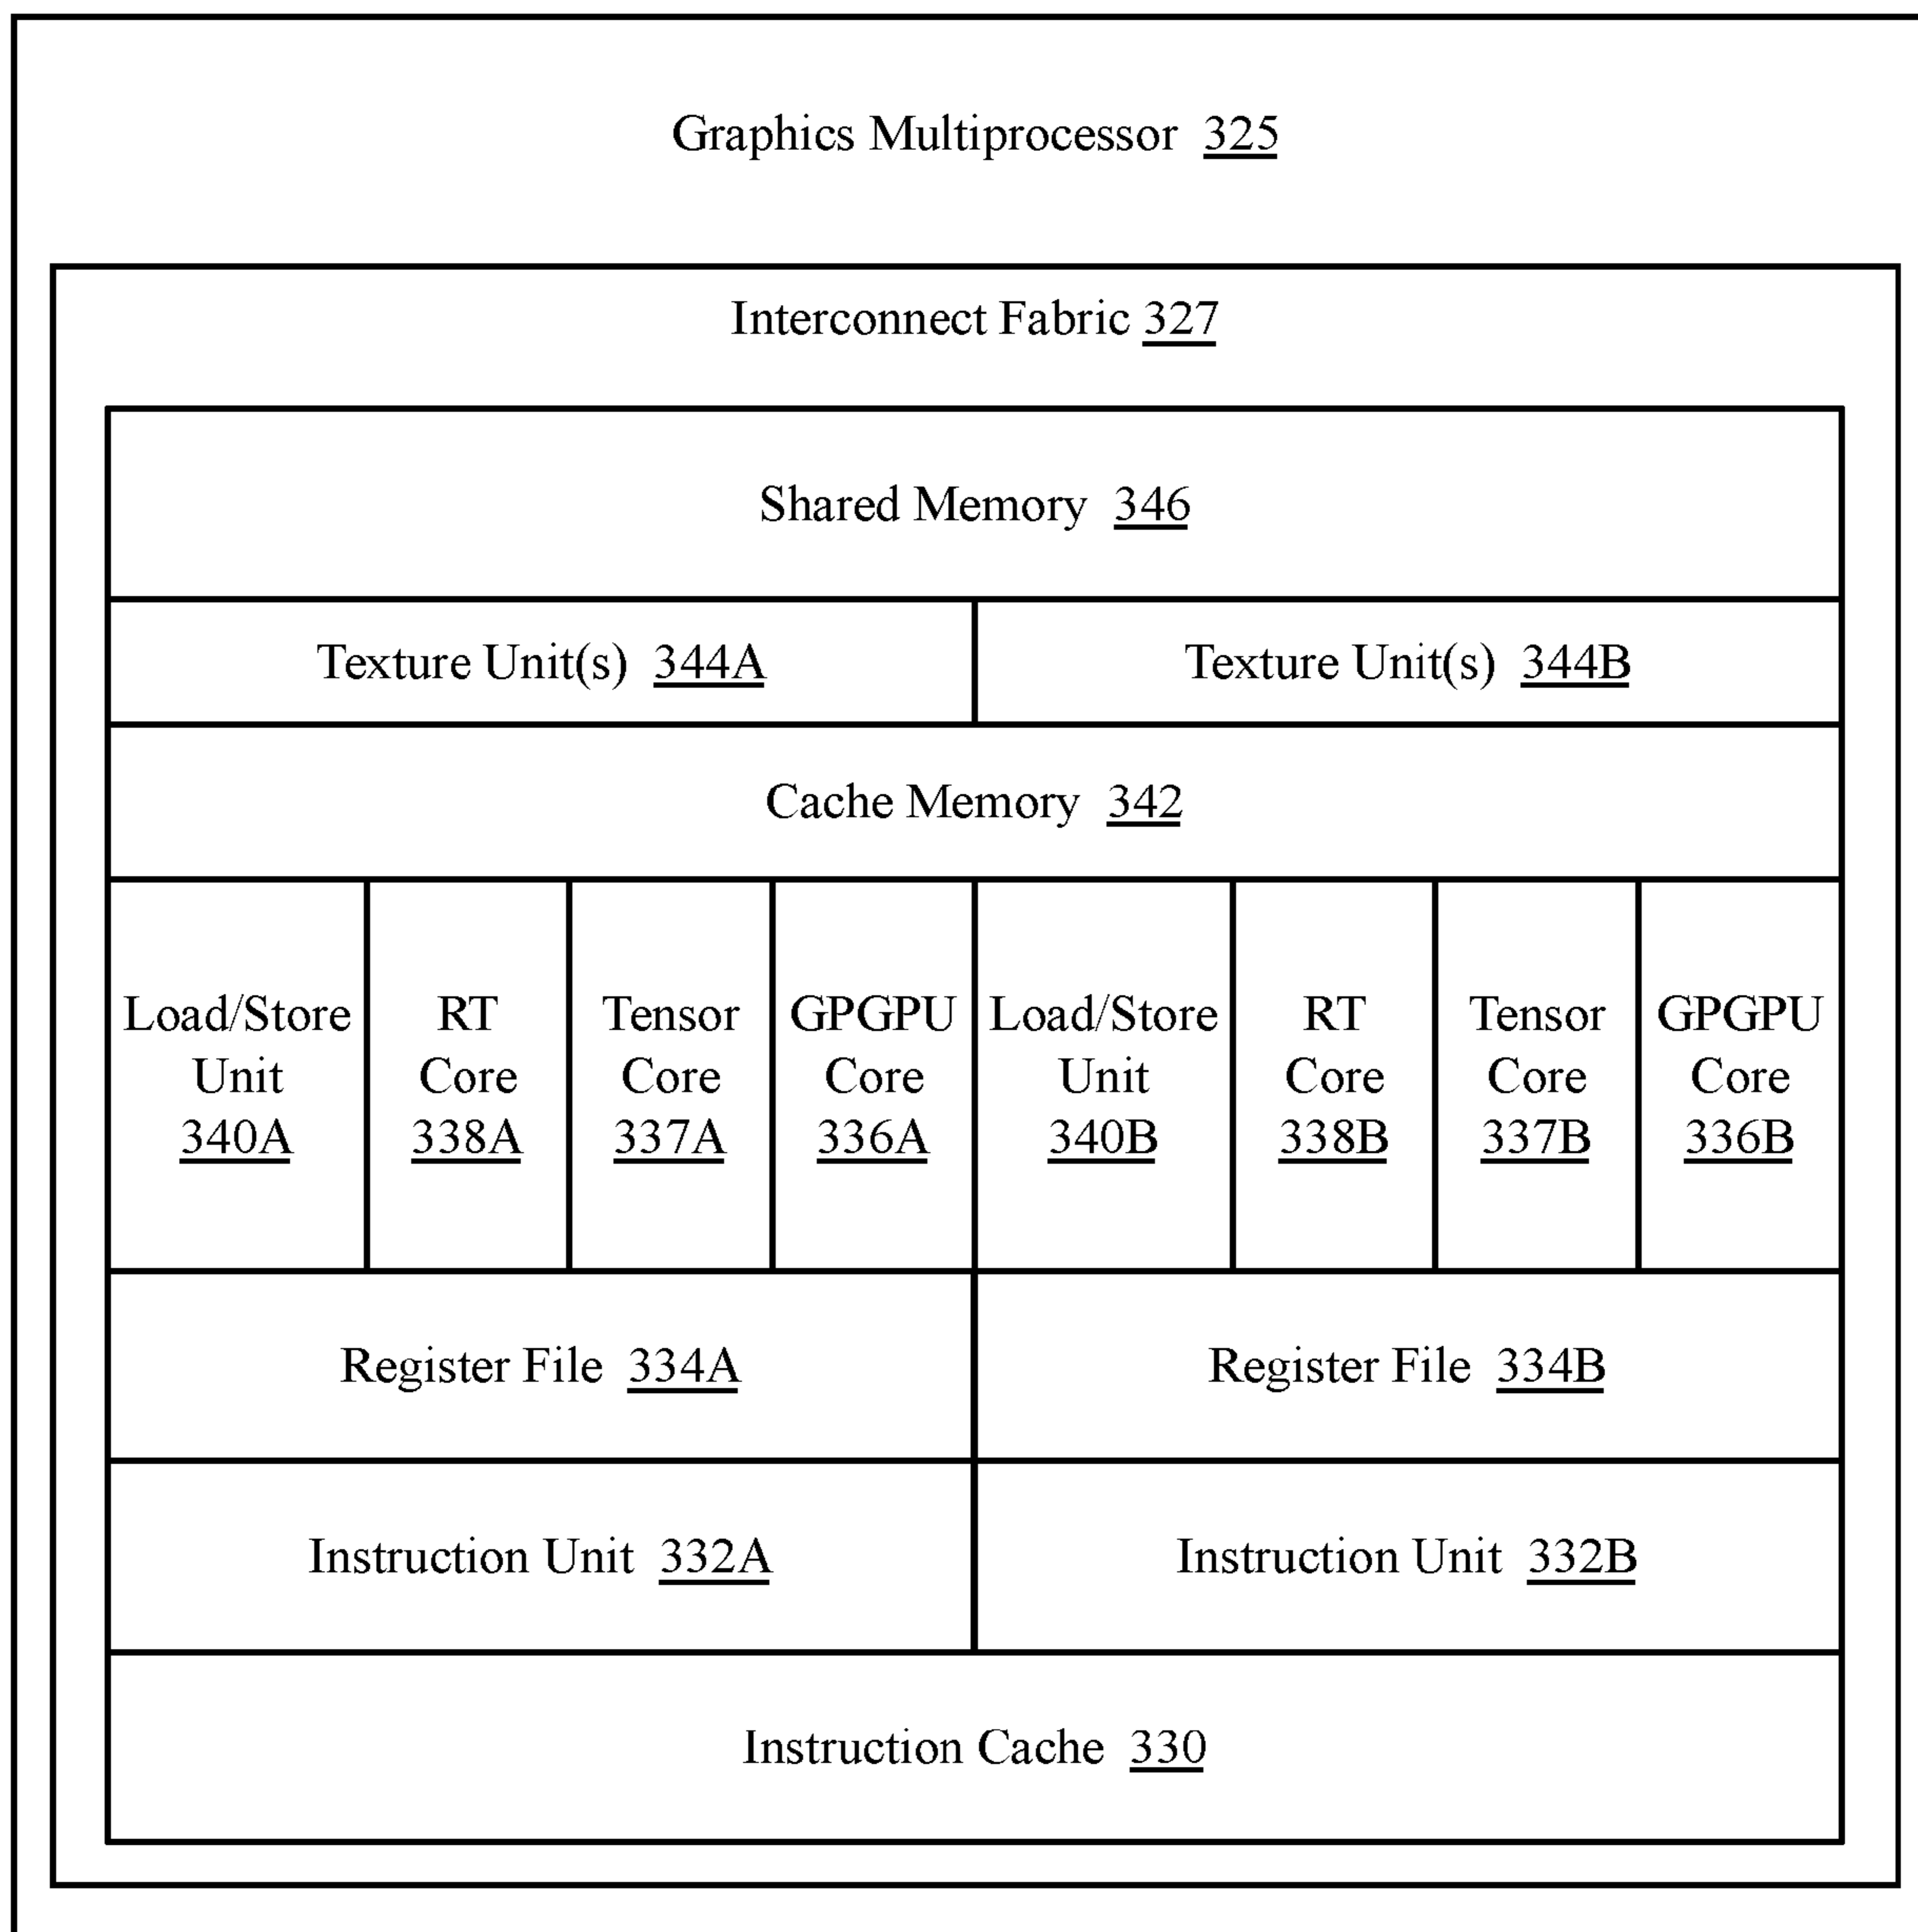 Graphics Multiprocessor 325
Interconnect Fabric 327
Shared Memory 346
Texture Unit(s) 344A
Texture Unit(s) 344B
Cache Memory 342
Load/Store
Unit
340A
RT
Core
338A
Tensor
Core
337A
GPGPU
Core
336A
Load/Store
Unit
340B
RT
Core
338B
Tensor
Core
337B
GPGPU
Core
336B
Register File 334A
Register File 334B
Instruction Unit 332A
Instruction Unit 332B
Instruction Cache 330